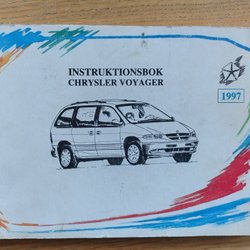 INSTRUKTIONSBOK
CHRYSLER VOYAGER
1997